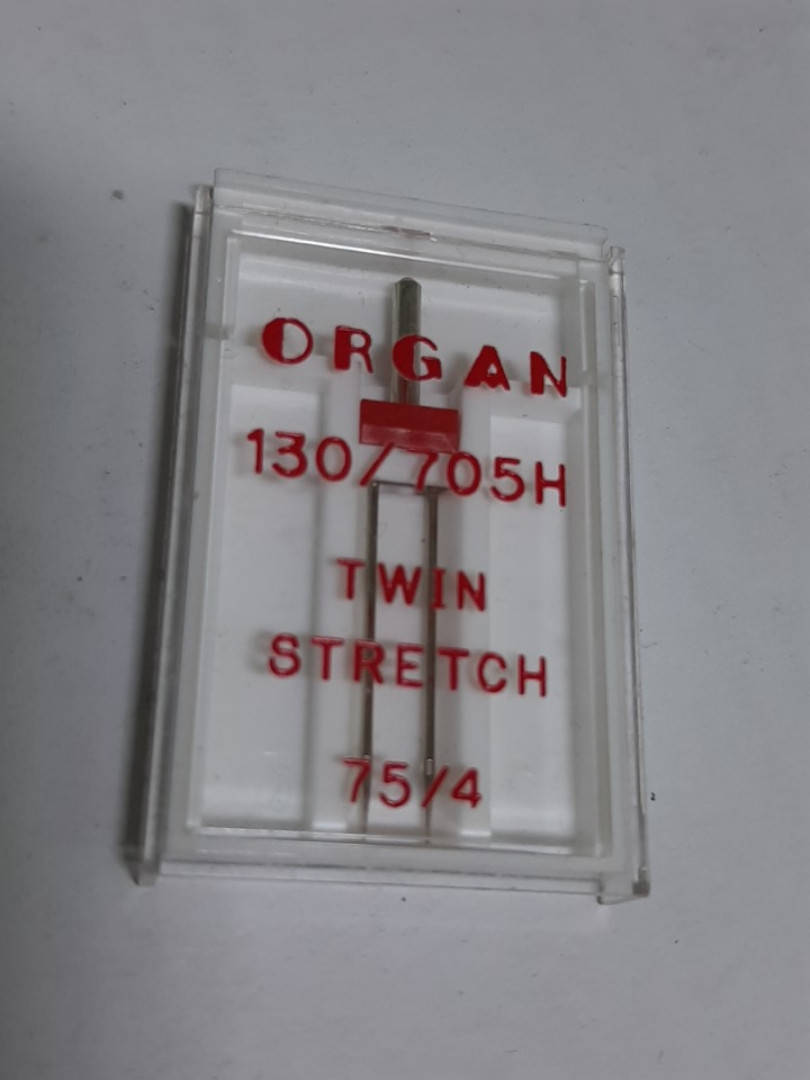 ORGAN
130/705H
TWIN
STRETCH
75/4